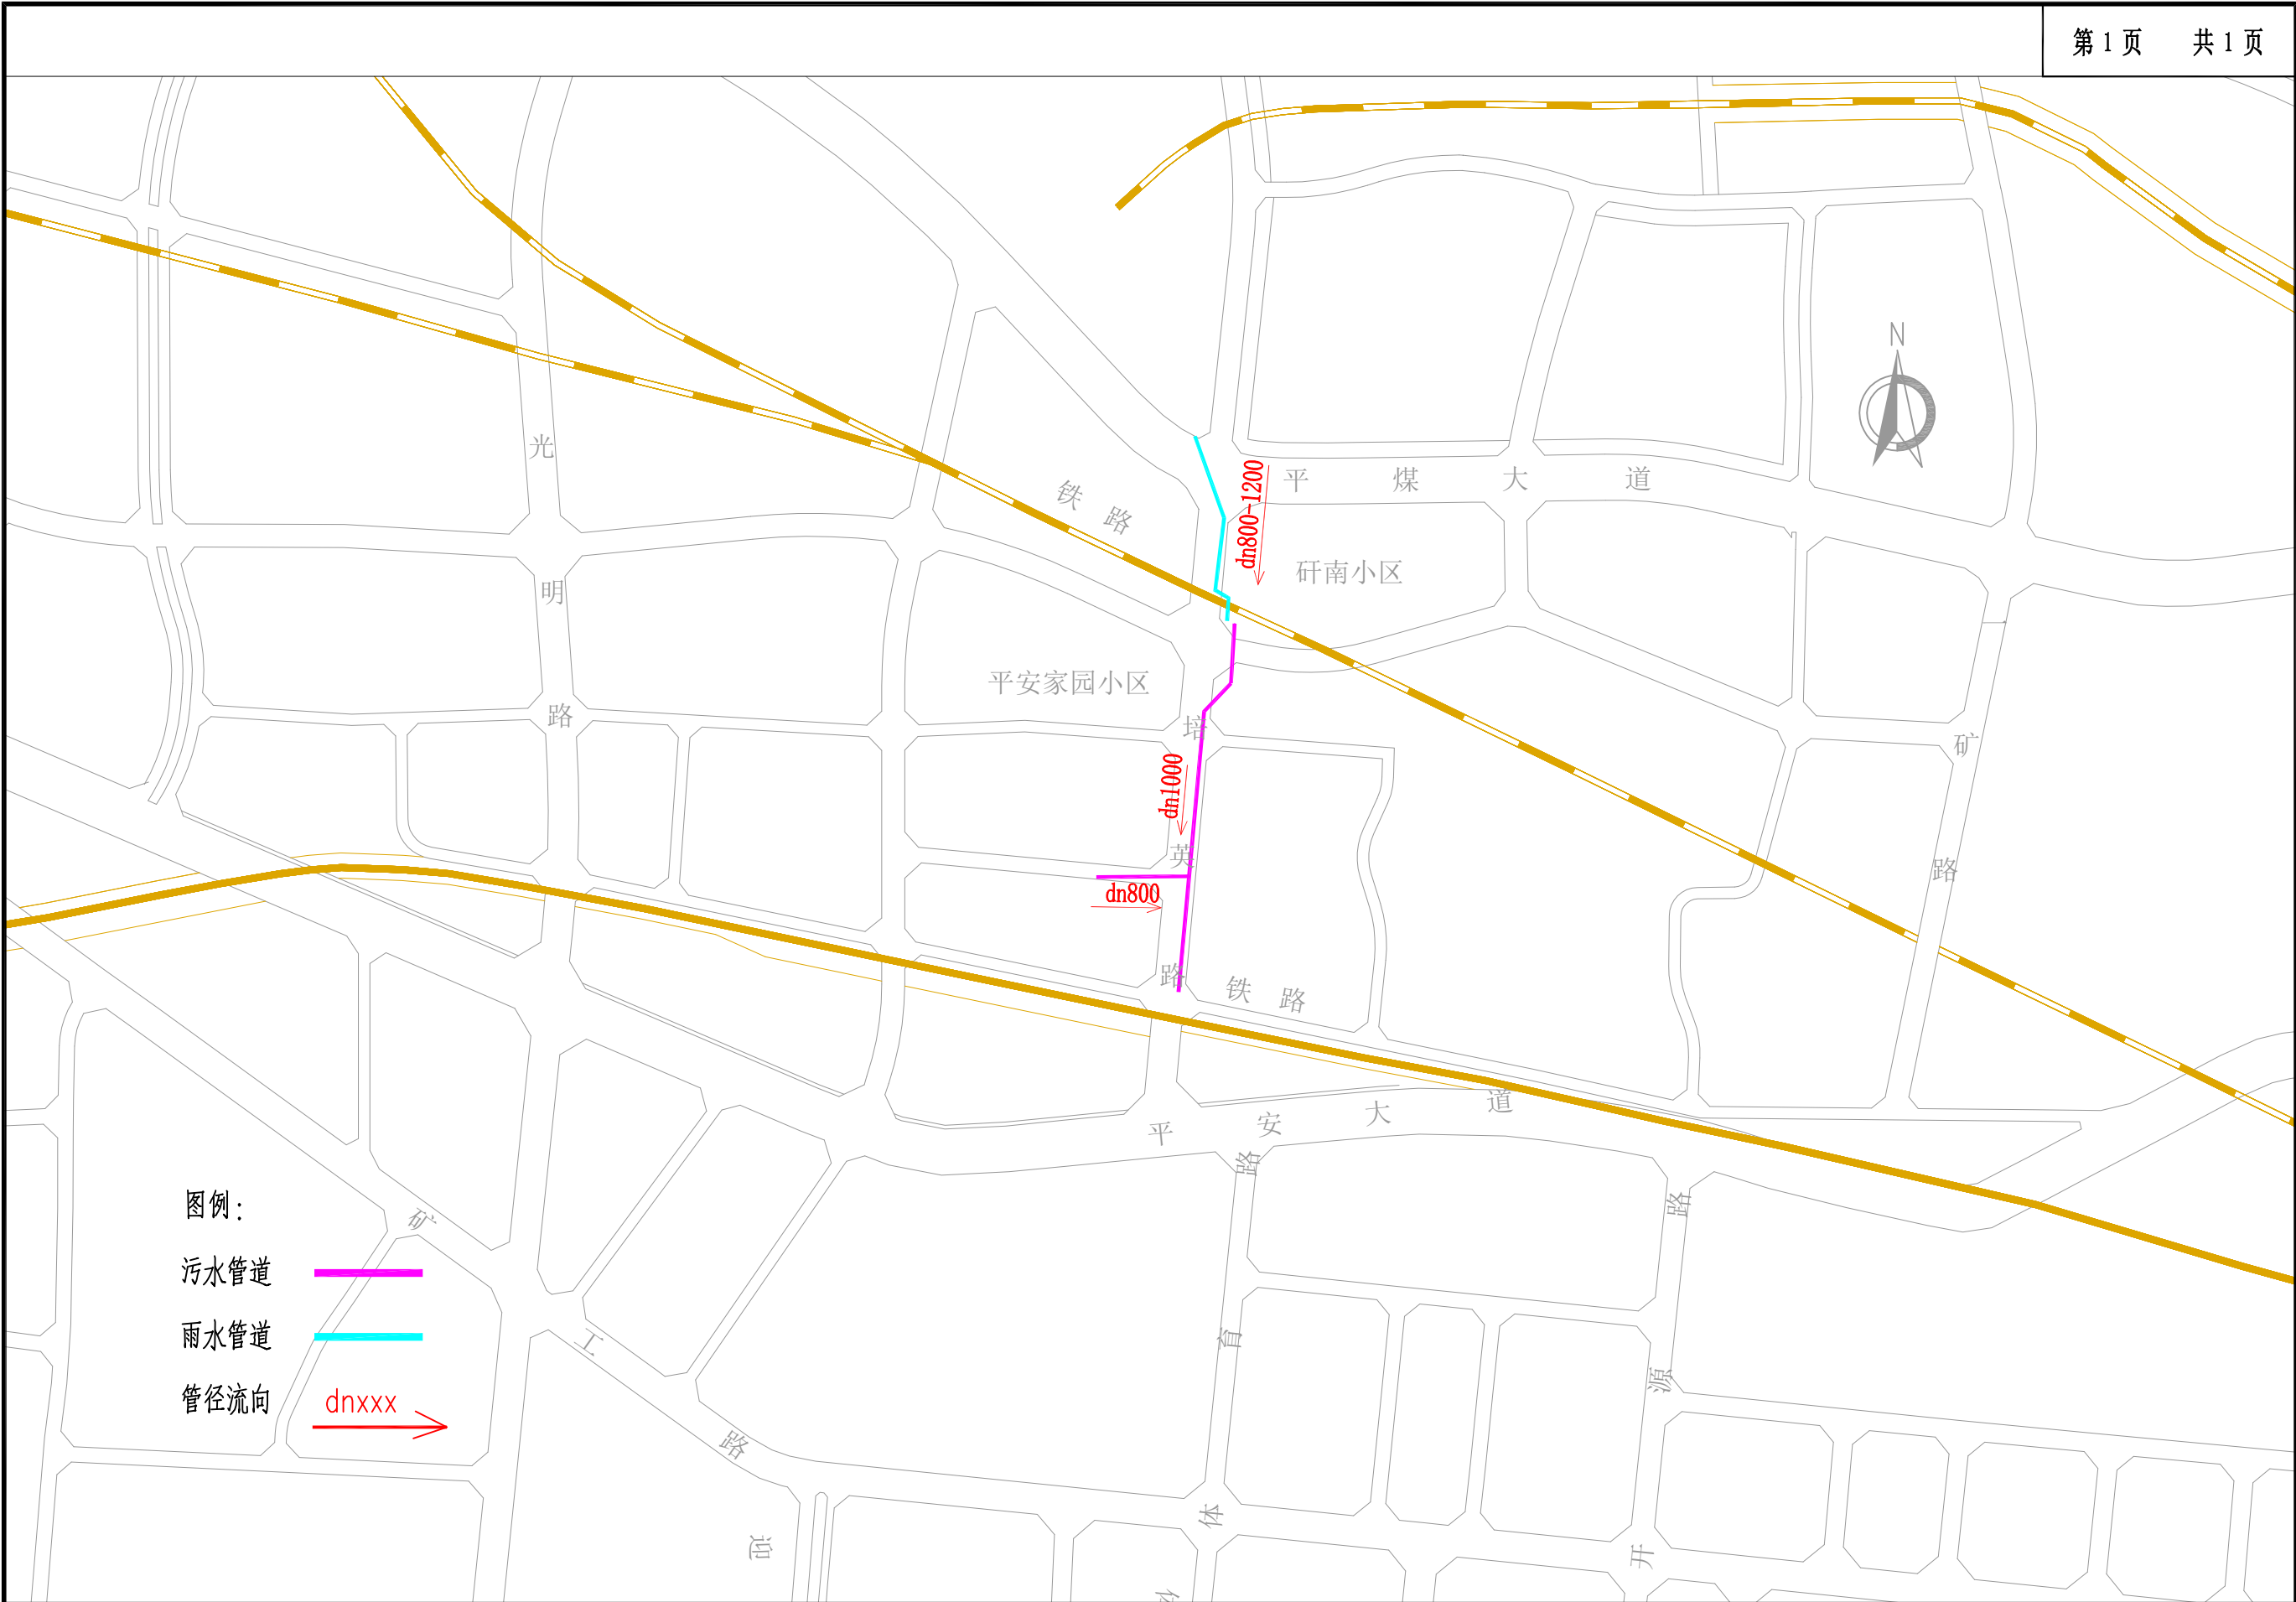 第1页 共1页
N
光明路
铁路
平煤大道
dn800-1200
矸南小区
平安家园小区
培英路
dn1000
dn800
矿路
铁路
平安大道
图例:
污水管道
雨水管道
管径流向 dnxxx
矿工路
体育路
开源路
迎